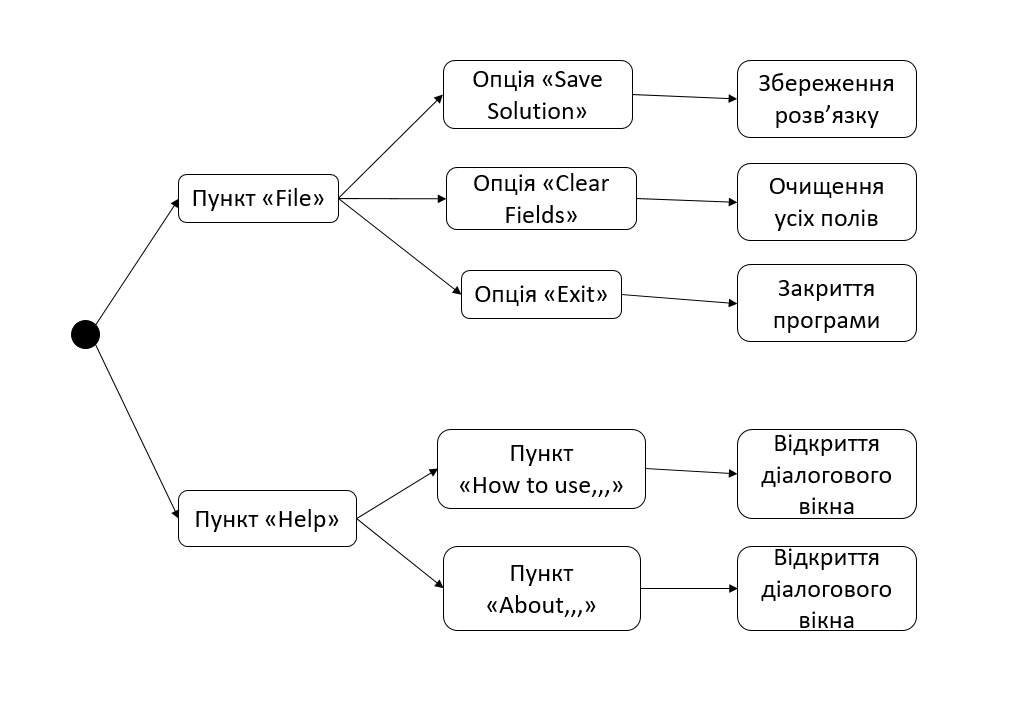 Пункт «File»
Опція «Save
Solution»
Збереження
розв’язку
Опція «Clear
Fields»
Очищення
усіх полів
Опція «Exit»
Закриття
програми
Пункт «Help»
Пункт
«How to use,,,»
Відкриття
діалогового
вікна
Пункт
«About,,,»
Відкриття
діалогового
вікна